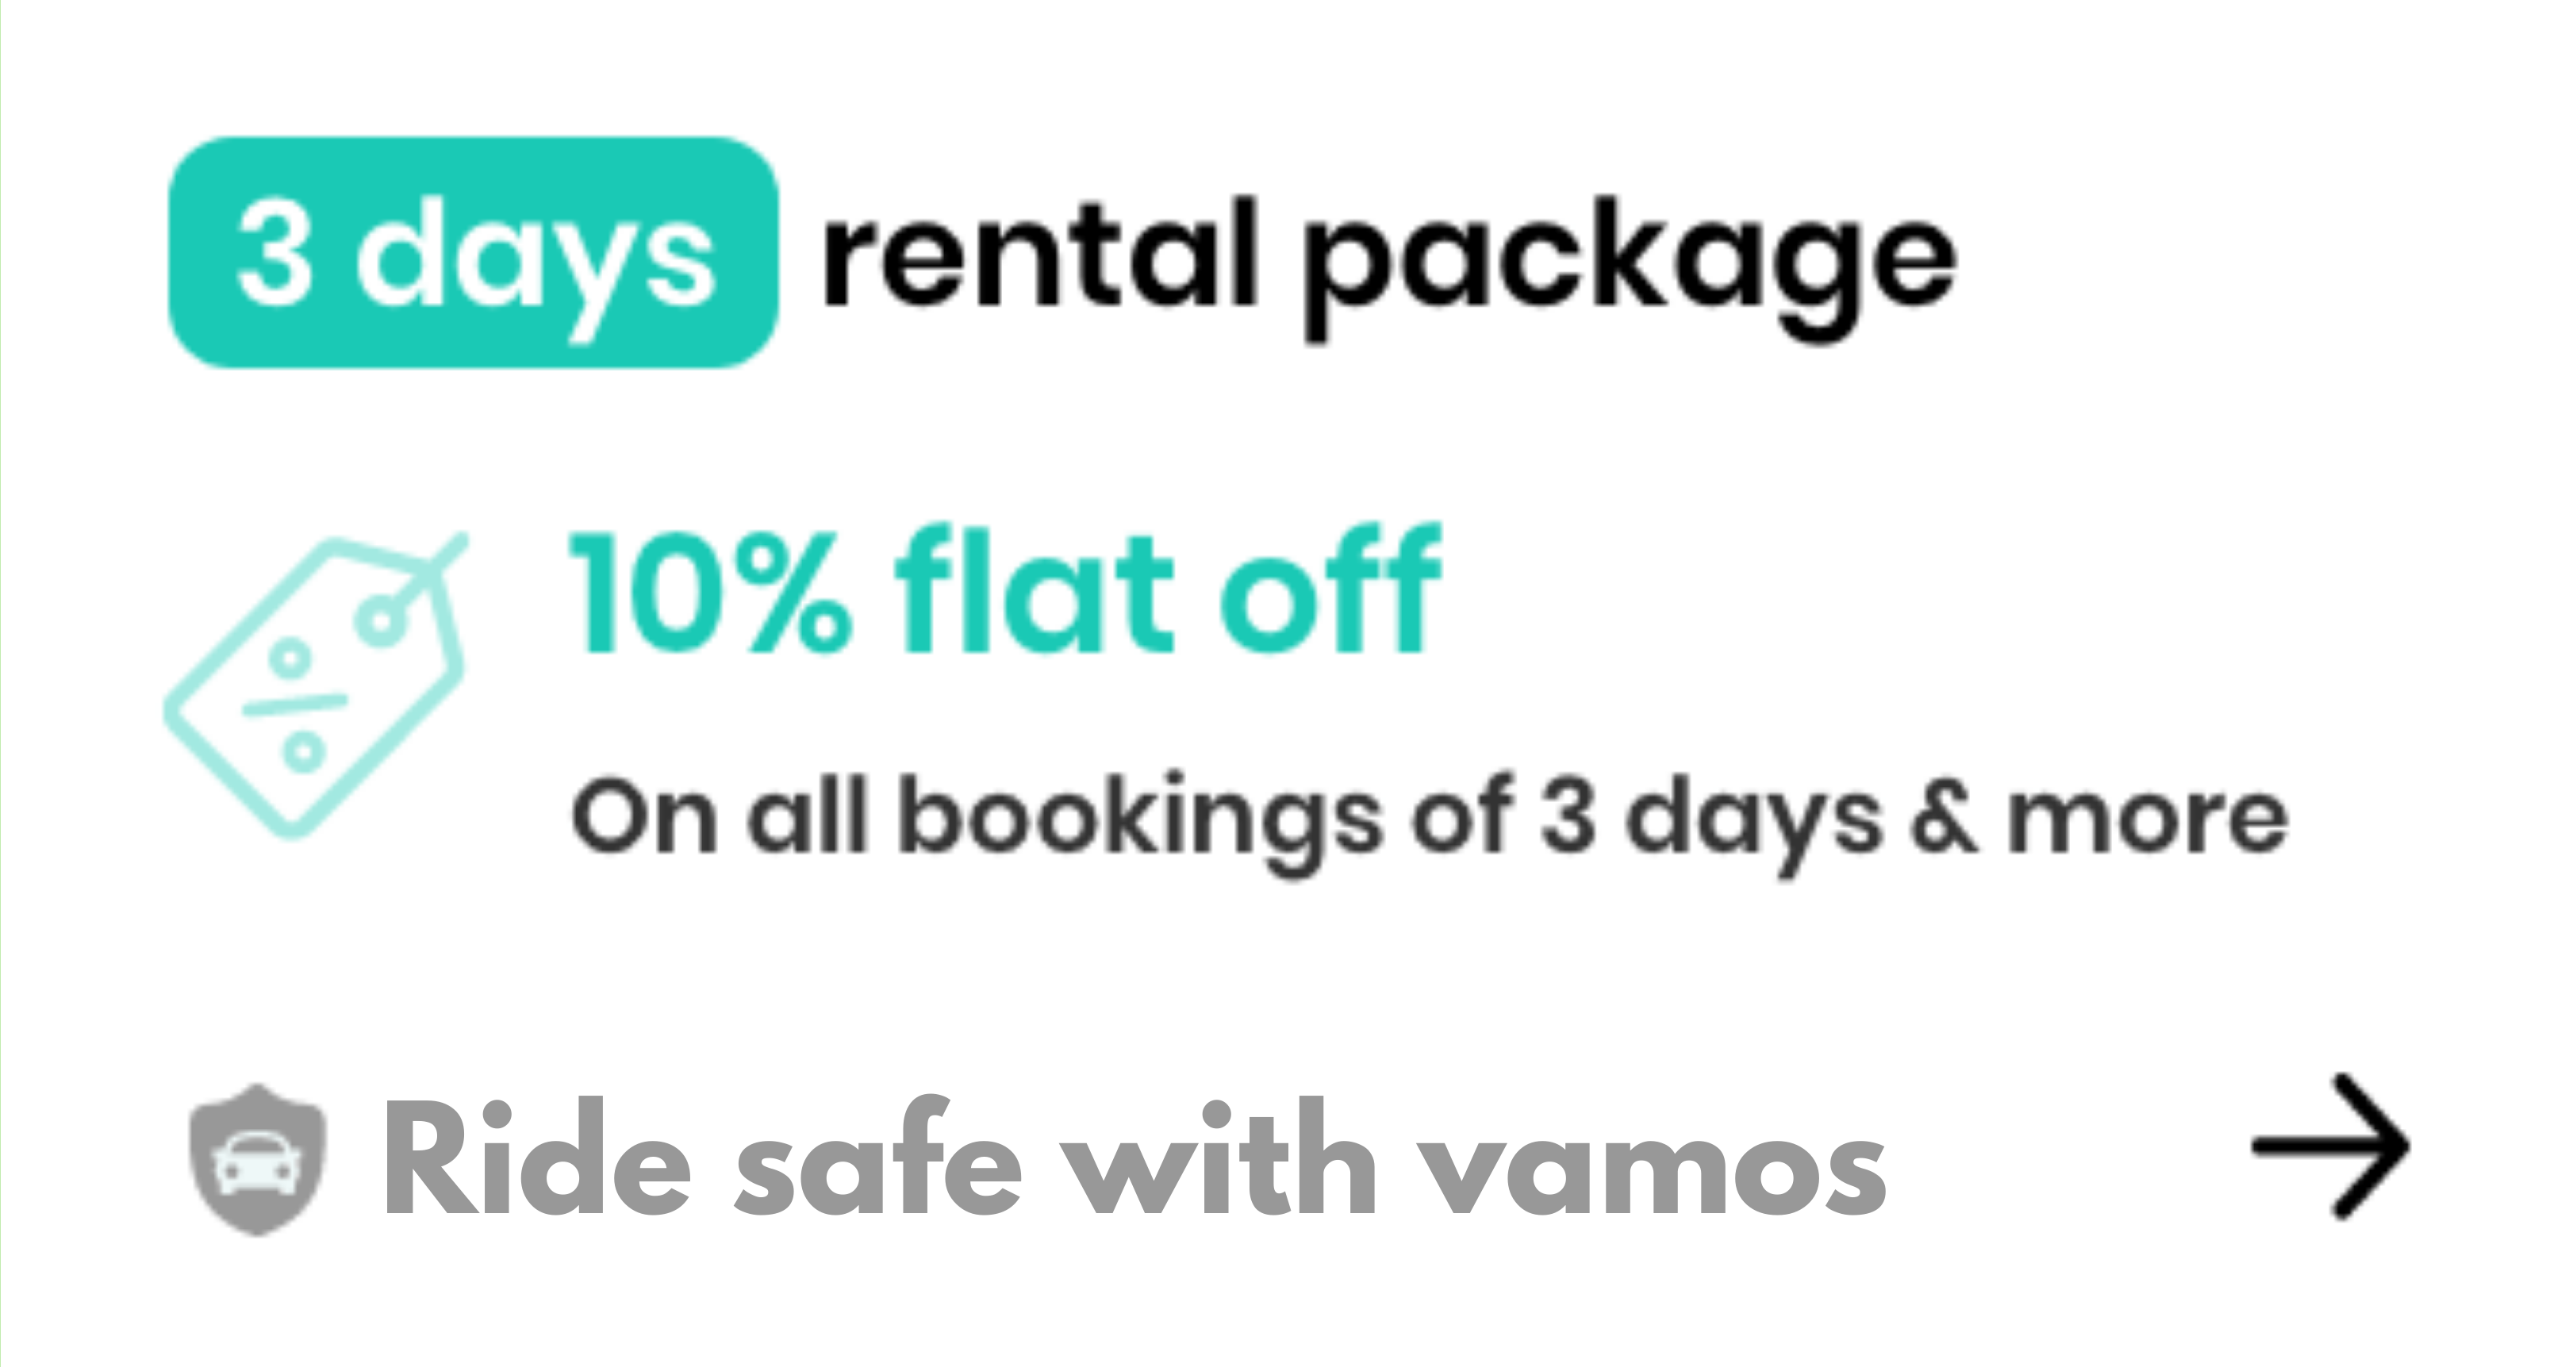 3 days rental package
10% flat off
On all bookings of 3 days & more
Ride safe with vamos